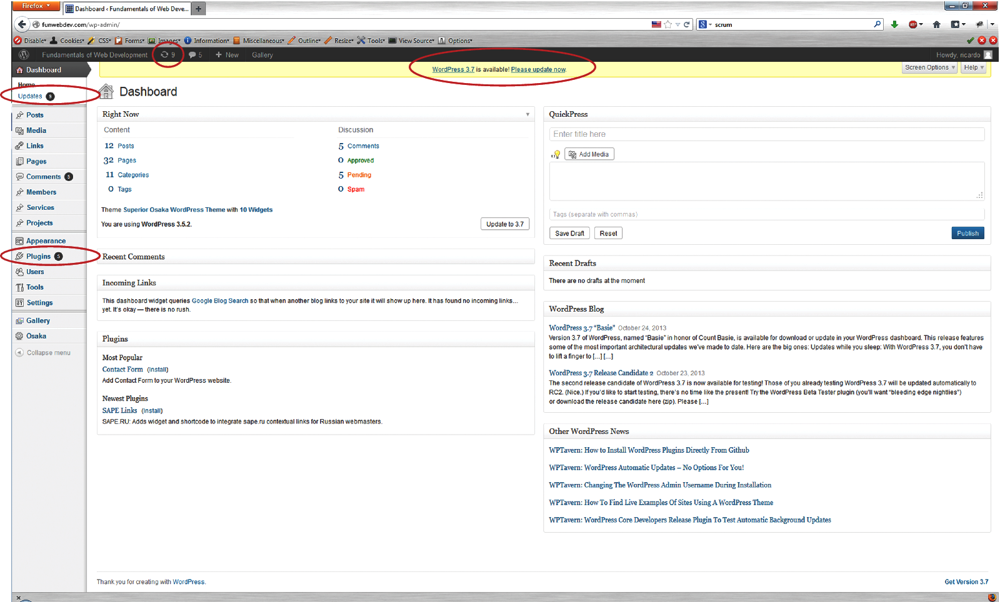 Firefox
Dashboard ‹ Fundamentals of Web Deve...
funwebdev.com/wp-admin/
scrum
Disable Cookies CSS Forms Images Information Miscellaneous Outline Resize Tools View Source Options
Fundamentals of Web Development 9 5 + New Gallery Howdy, ncardo
WordPress 3.7 is available! Please update now.
Screen Options Help
Dashboard
Home
Updates 9
Posts
Media
Links
Pages
Comments 5
Members
Services
Projects
Appearance
Plugins 5
Users
Tools
Settings
Gallery
Osaka
Collapse menu
Dashboard
Right Now
Content
12 Posts
32 Pages
11 Categories
0 Tags
Discussion
5 Comments
0 Approved
5 Pending
0 Spam
Theme Superior Osaka WordPress Theme with 10 Widgets
You are using WordPress 3.5.2.
Update to 3.7
Recent Comments
Incoming Links
This dashboard widget queries Google Blog Search so that when another blog links to your site it will show up here. It has found no incoming links…
yet. It's okay — there is no rush.
Plugins
Most Popular
Contact Form (Install)
Add Contact Form to your WordPress website.
Newest Plugins
SAPE Links (Install)
SAPE.RU: Adds widget and shortcode to integrate sape.ru contextual links for Russian webmasters.
QuickPress
Enter title here
Add Media
Tags (separate with commas)
Save Draft Reset Publish
Recent Drafts
There are no drafts at the moment
WordPress Blog
WordPress 3.7 “Basie” October 24, 2013
Version 3.7 of WordPress, named “Basie” in honor of Count Basie, is available for download or update in your WordPress dashboard. This release features
some of the most important architectural updates we've made to date. Here are the big ones: Updates while you sleep: With WordPress 3.7, you don't have
to lift a finger to […] […]
WordPress 3.7 Release Candidate 2 October 23, 2013
The second release candidate of WordPress 3.7 is now available for testing! Those of you already testing WordPress 3.7 will be updated automatically to
RC2. (Nice.) If you'd like to start testing, there's no time like the present! Try the WordPress Beta Tester plugin (you'll want “bleeding edge nightlies”)
or download the release candidate here (zip). Please […]
Other WordPress News
WPTavern: How to Install WordPress Plugins Directly From Github
WPTavern: WordPress Automatic Updates – No Options For You!
WPTavern: Changing The WordPress Admin Username During Installation
WPTavern: How To Find Live Examples Of Sites Using A WordPress Theme
WPTavern: WordPress Core Developers Release Plugin To Test Automatic Background Updates
Thank you for creating with WordPress.
Get Version 3.7